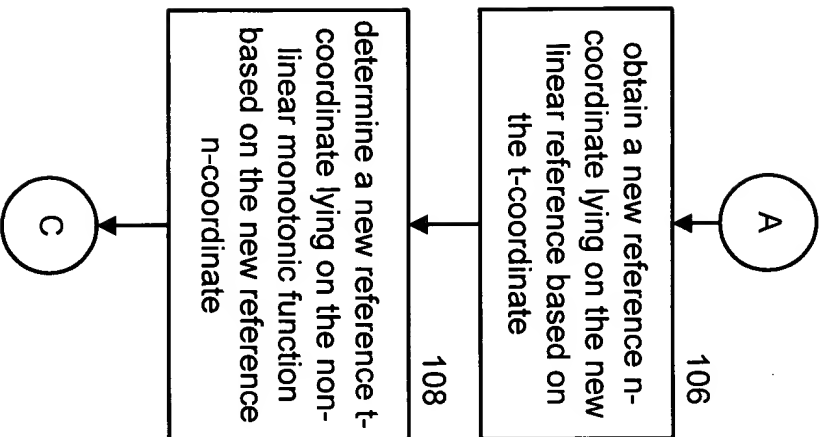 A
106
obtain a new reference n-
coordinate lying on the new
linear reference based on
the t-coordinate
108
determine a new reference t-
coordinate lying on the non-
linear monotonic function
based on the new reference
n-coordinate
C